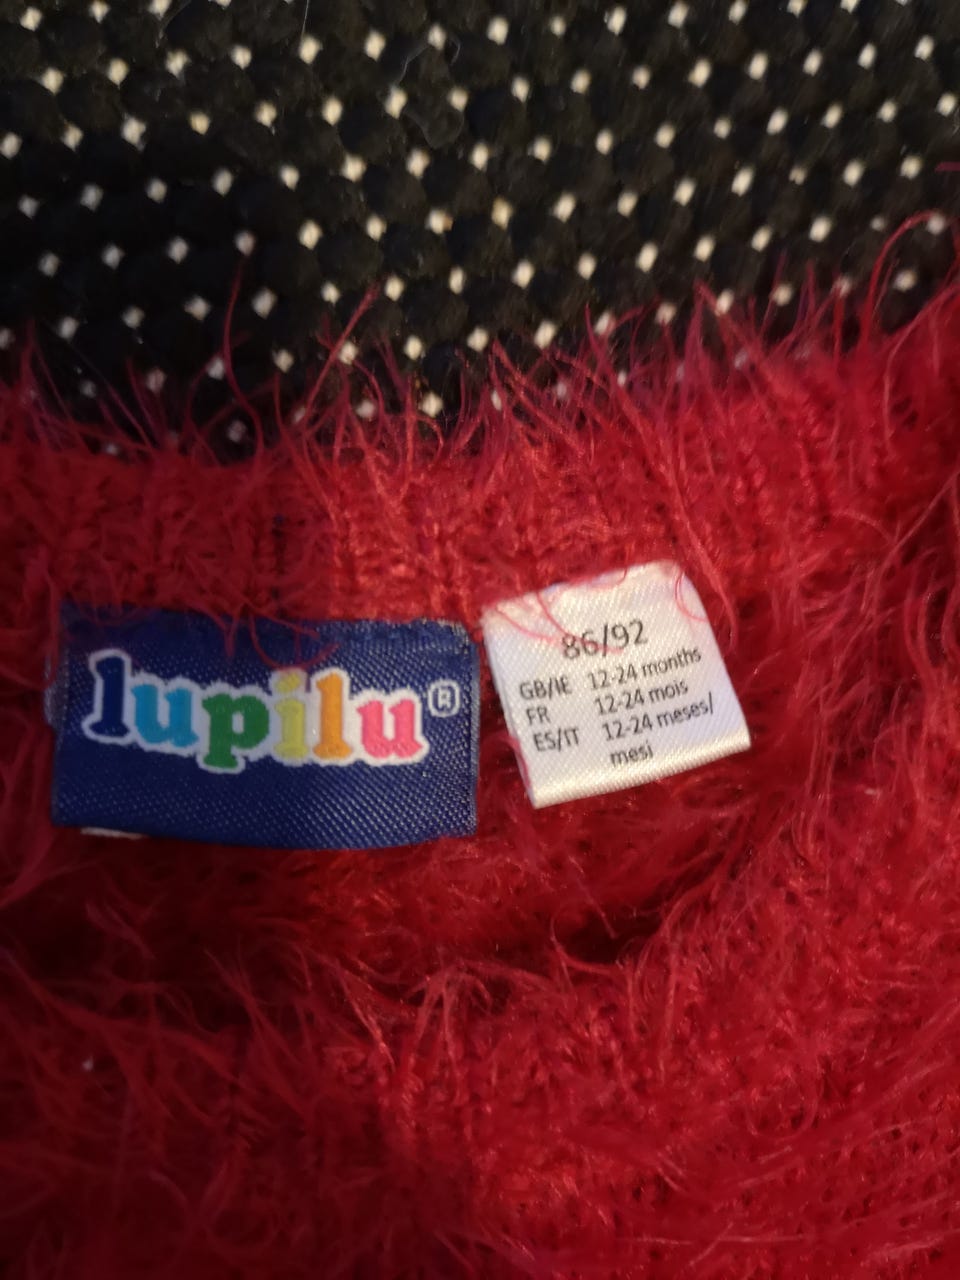 lupilu®
86/92
GB/IE 12-24 months
FR 12-24 mois
ES/IT 12-24 meses/
mesi